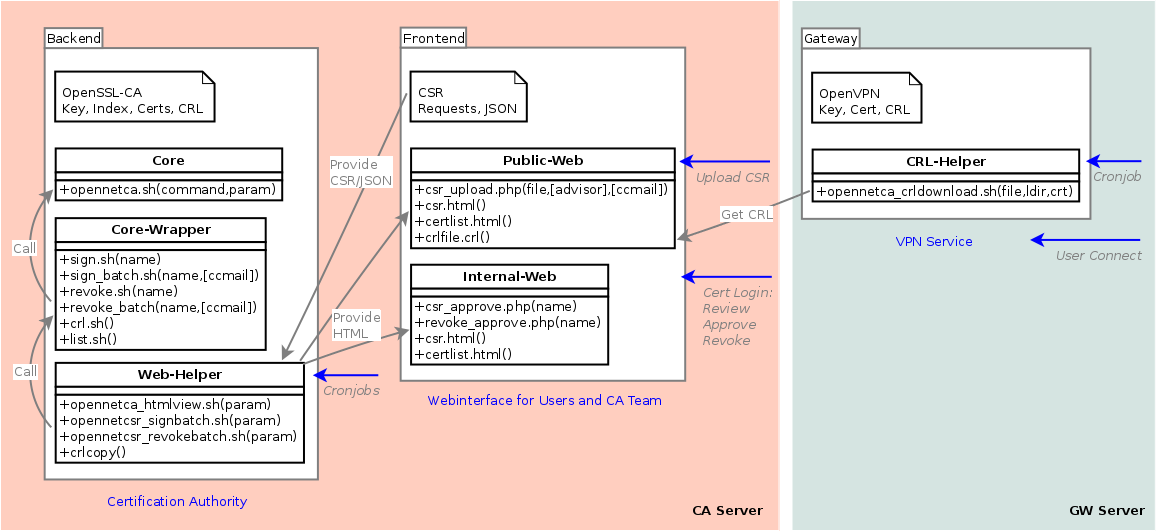 Backend
OpenSSL-CA
Key, Index, Certs, CRL
Core
+opennetca.sh(command,param)
Core-Wrapper
+sign.sh(name)
+sign_batch.sh(name,[ccmail])
+revoke.sh(name)
+revoke_batch(name,[ccmail])
+crl.sh()
+list.sh()
Web-Helper
+opennetca_htmlview.sh(param)
+opennetcsr_signbatch.sh(param)
+opennetcsr_revokebatch.sh(param)
+crlcopy()
Call
Call
Certification Authority
Cronjobs
Provide
CSR/JSON
Provide
HTML
Frontend
CSR
Requests, JSON
Public-Web
+csr_upload.php(file,[advisor],[ccmail])
+csr.html()
+certlist.html()
+crlfile.crl()
Internal-Web
+csr_approve.php(name)
+revoke_approve.php(name)
+csr.html()
+certlist.html()
Webinterface for Users and CA Team
Upload CSR
Get CRL
Cert Login:
Review
Approve
Revoke
CA Server
Gateway
OpenVPN
Key, Cert, CRL
CRL-Helper
+opennetca_crldownload.sh(file,ldir,crt)
Cronjob
VPN Service
User Connect
GW Server